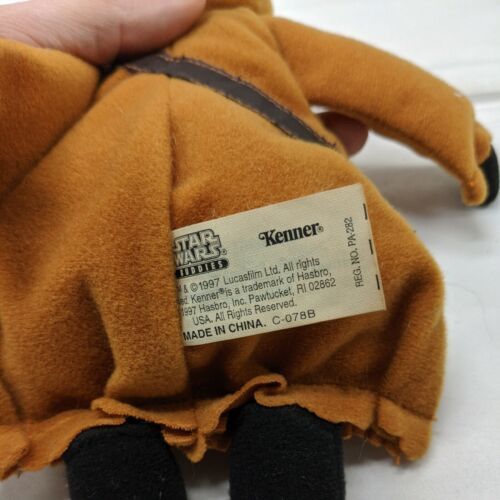 STAR
WARS
BUDDIES
Kenner
& ©1997 Lucasfilm Ltd. All rights
Kenner® is a trademark of Hasbro,
1997 Hasbro, Inc. Pawtucket, RI 02862
USA. All Rights Reserved.
MADE IN CHINA. C-078B
REG. NO. PA-282